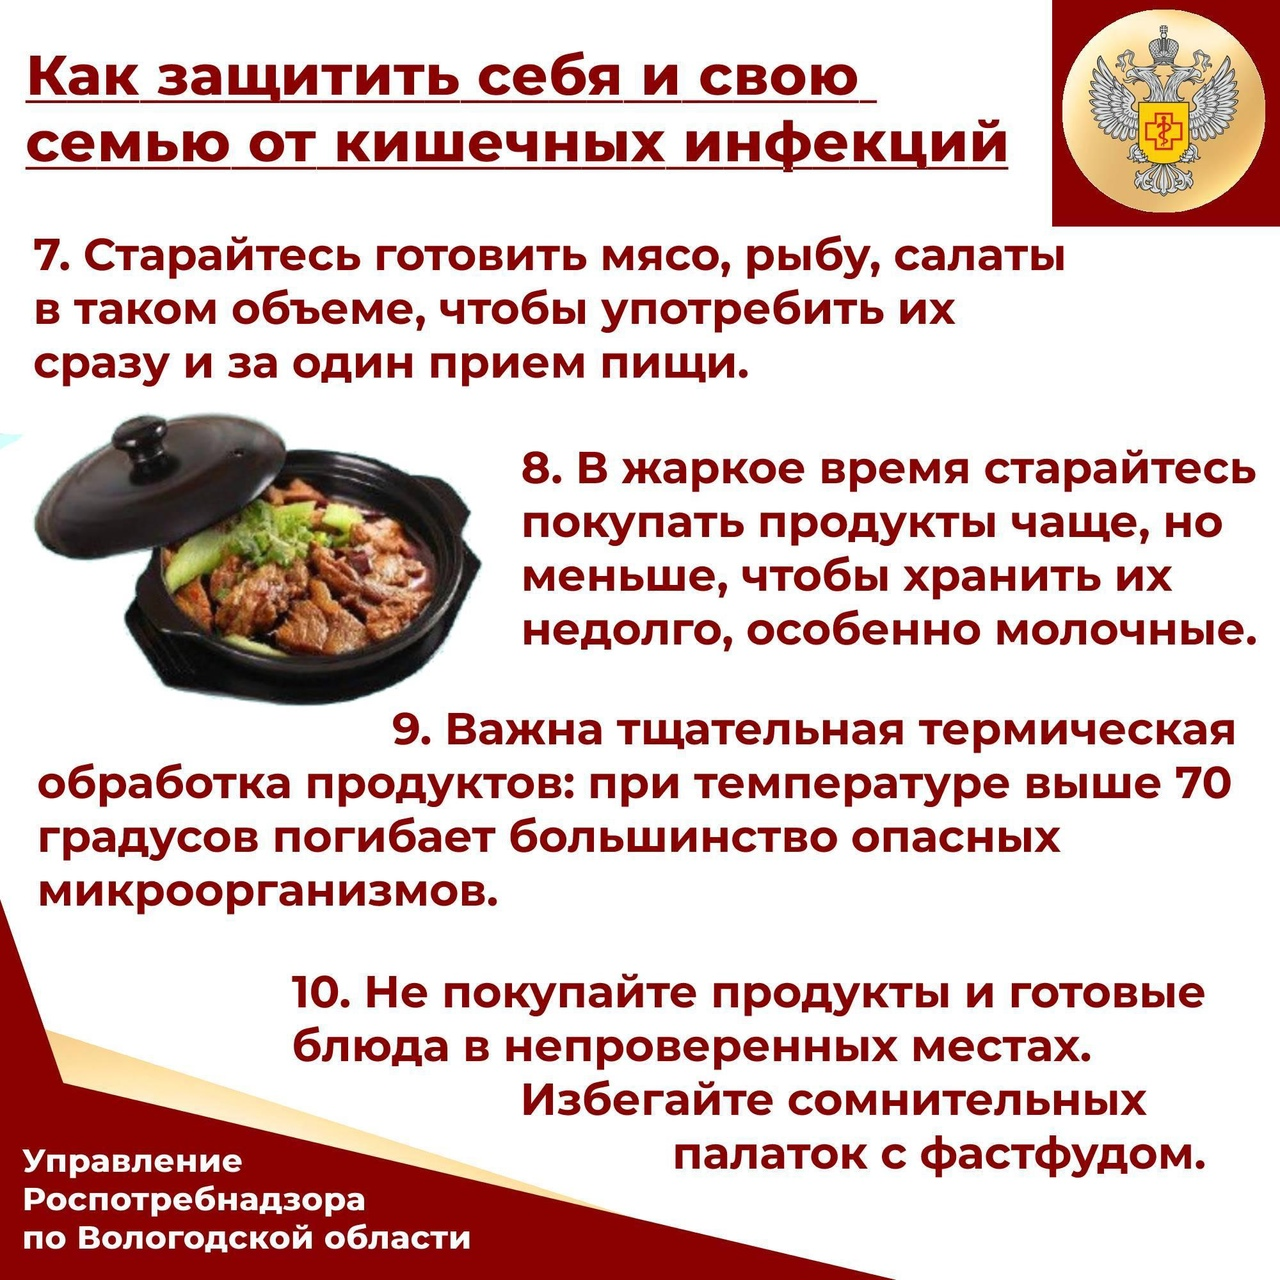 Как защитить себя и свою
семью от кишечных инфекций
7. Старайтесь готовить мясо, рыбу, салаты
в таком объеме, чтобы употребить их
сразу и за один прием пищи.
8. В жаркое время старайтесь
покупать продукты чаще, но
меньше, чтобы хранить их
недолго, особенно молочные.
9. Важна тщательная термическая
обработка продуктов: при температуре выше 70
градусов погибает большинство опасных
микроорганизмов.
10. Не покупайте продукты и готовые
блюда в непроверенных местах.
Избегайте сомнительных
палаток с фастфудом.
Управление
Роспотребнадзора
по Вологодской области